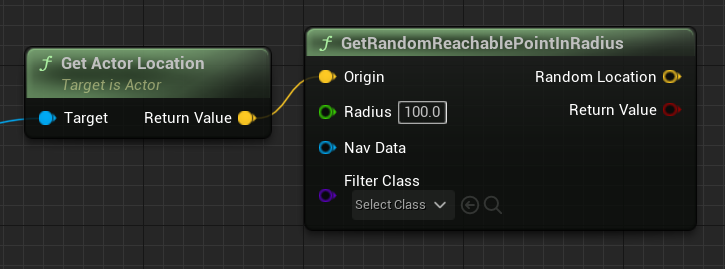 f Get Actor Location
Target is Actor
Target Return Value
f GetRandomReachablePointInRadius
Origin Random Location
Radius 100.0 Return Value
Nav Data
Filter Class
Select Class